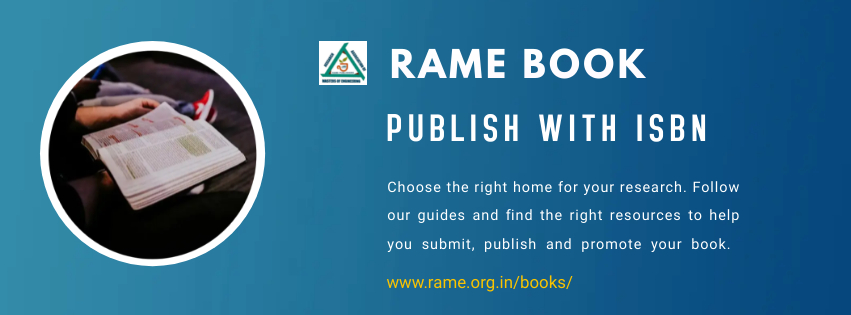 RAME BOOK
PUBLISH WITH ISBN
Choose the right home for your research. Follow
our guides and find the right resources to help
you submit, publish and promote your book.
www.rame.org.in/books/